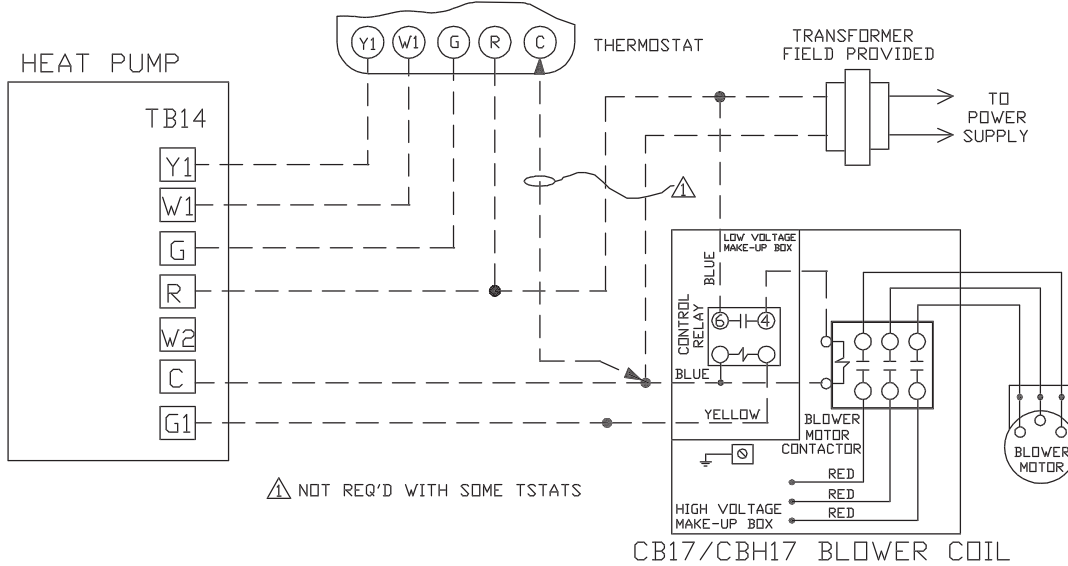 Y1 W1 G R C
THERMOSTAT
TRANSFORMER
FIELD PROVIDED
HEAT PUMP
TO
POWER
SUPPLY
TB14
Y1
W1
G
R
W2
C
G1
1
LOW VOLTAGE
MAKE-UP BOX
BLUE
CONTROL
RELAY
6 4
BLUE
YELLOW
BLOWER
MOTOR
CONTACTOR
BLOWER
MOTOR
RED
RED
RED
1 NOT REQ'D WITH SOME TSTATS
HIGH VOLTAGE
MAKE-UP BOX
CB17/CBH17 BLOWER COIL